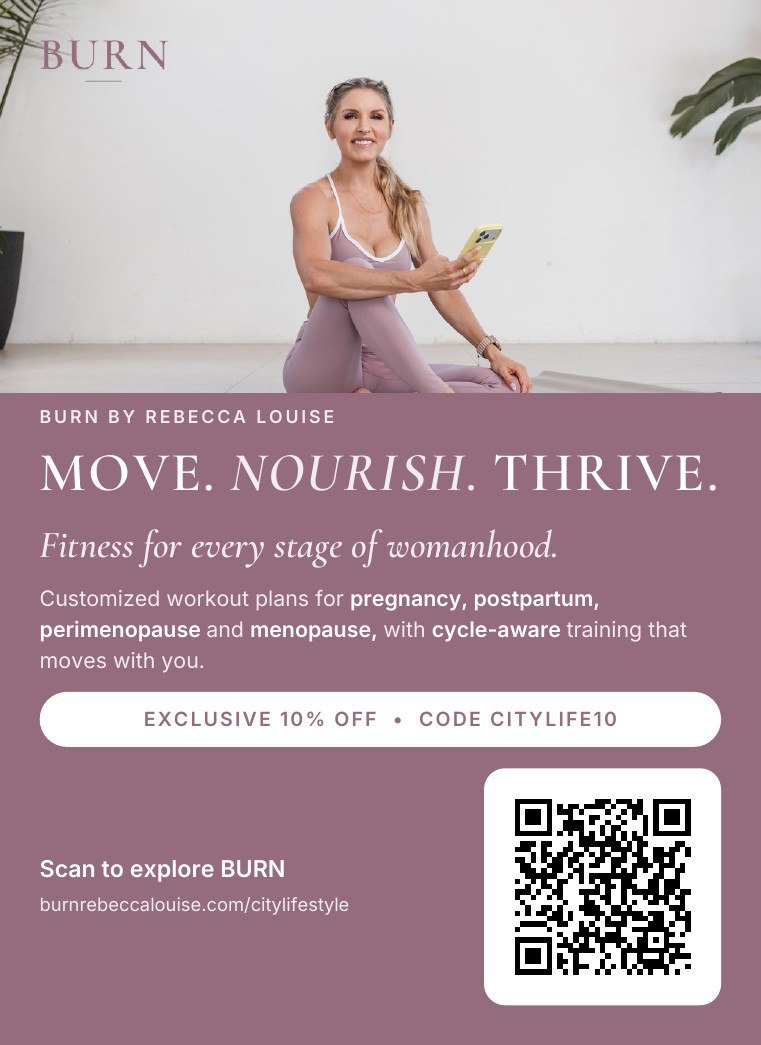 BURN
BURN BY REBECCA LOUISE
MOVE. NOURISH. THRIVE.
Fitness for every stage of womanhood.
Customized workout plans for pregnancy, postpartum,
perimenopause and menopause, with cycle-aware training that
moves with you.
EXCLUSIVE 10% OFF • CODE CITYLIFE10
Scan to explore BURN
burnrebeccalouise.com/citylifestyle